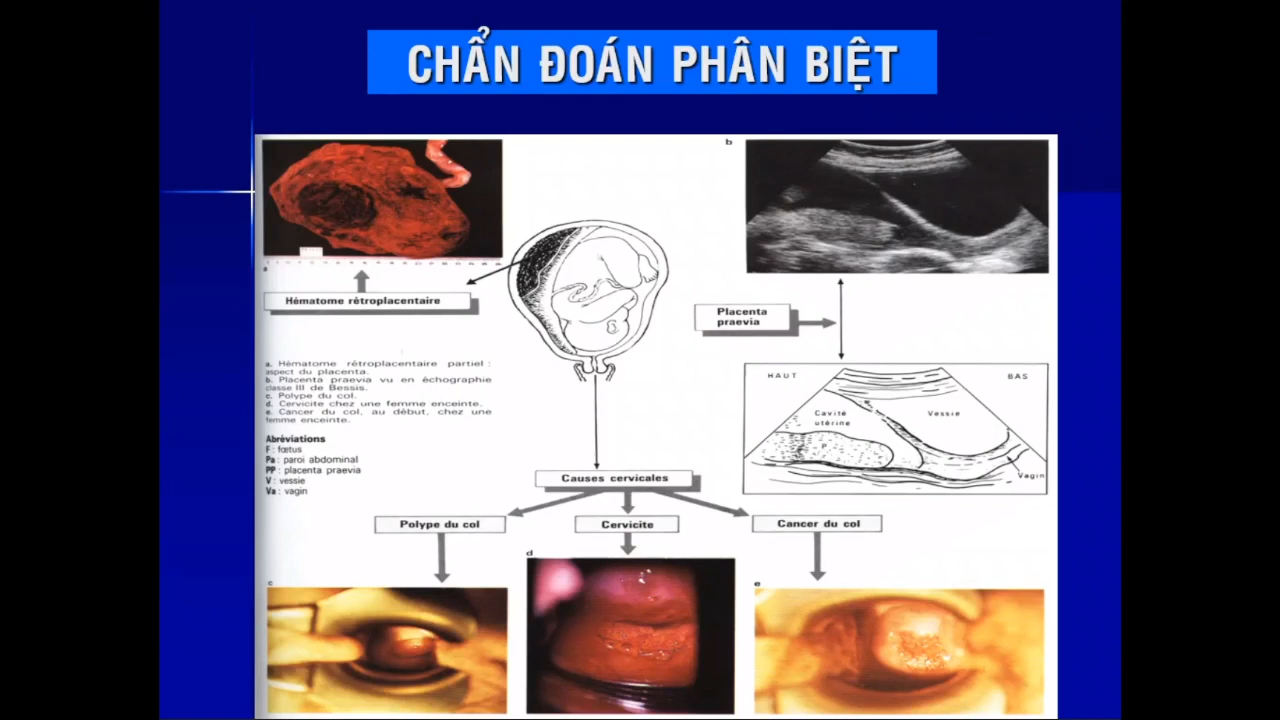 CHẨN ĐOÁN PHÂN BIỆT
b
a
Hématome rétroplacentaire
Placenta
praevia
a. Hématome rétroplacentaire partiel :
aspect du placenta.
b. Placenta praevia vu en échographie
classe III de Bessis.
c. Polype du col.
d. Cervicite chez une femme enceinte.
e. Cancer du col, au début, chez une
femme enceinte.
Abréviations
F : fœtus
Pa : paroi abdominal
PP : placenta praevia
V : vessie
Va : vagin
HAUT
BAS
Cavité
utérine
Vessie
P
Vagin
Causes cervicales
Polype du col
Cervicite
Cancer du col
c
d
e